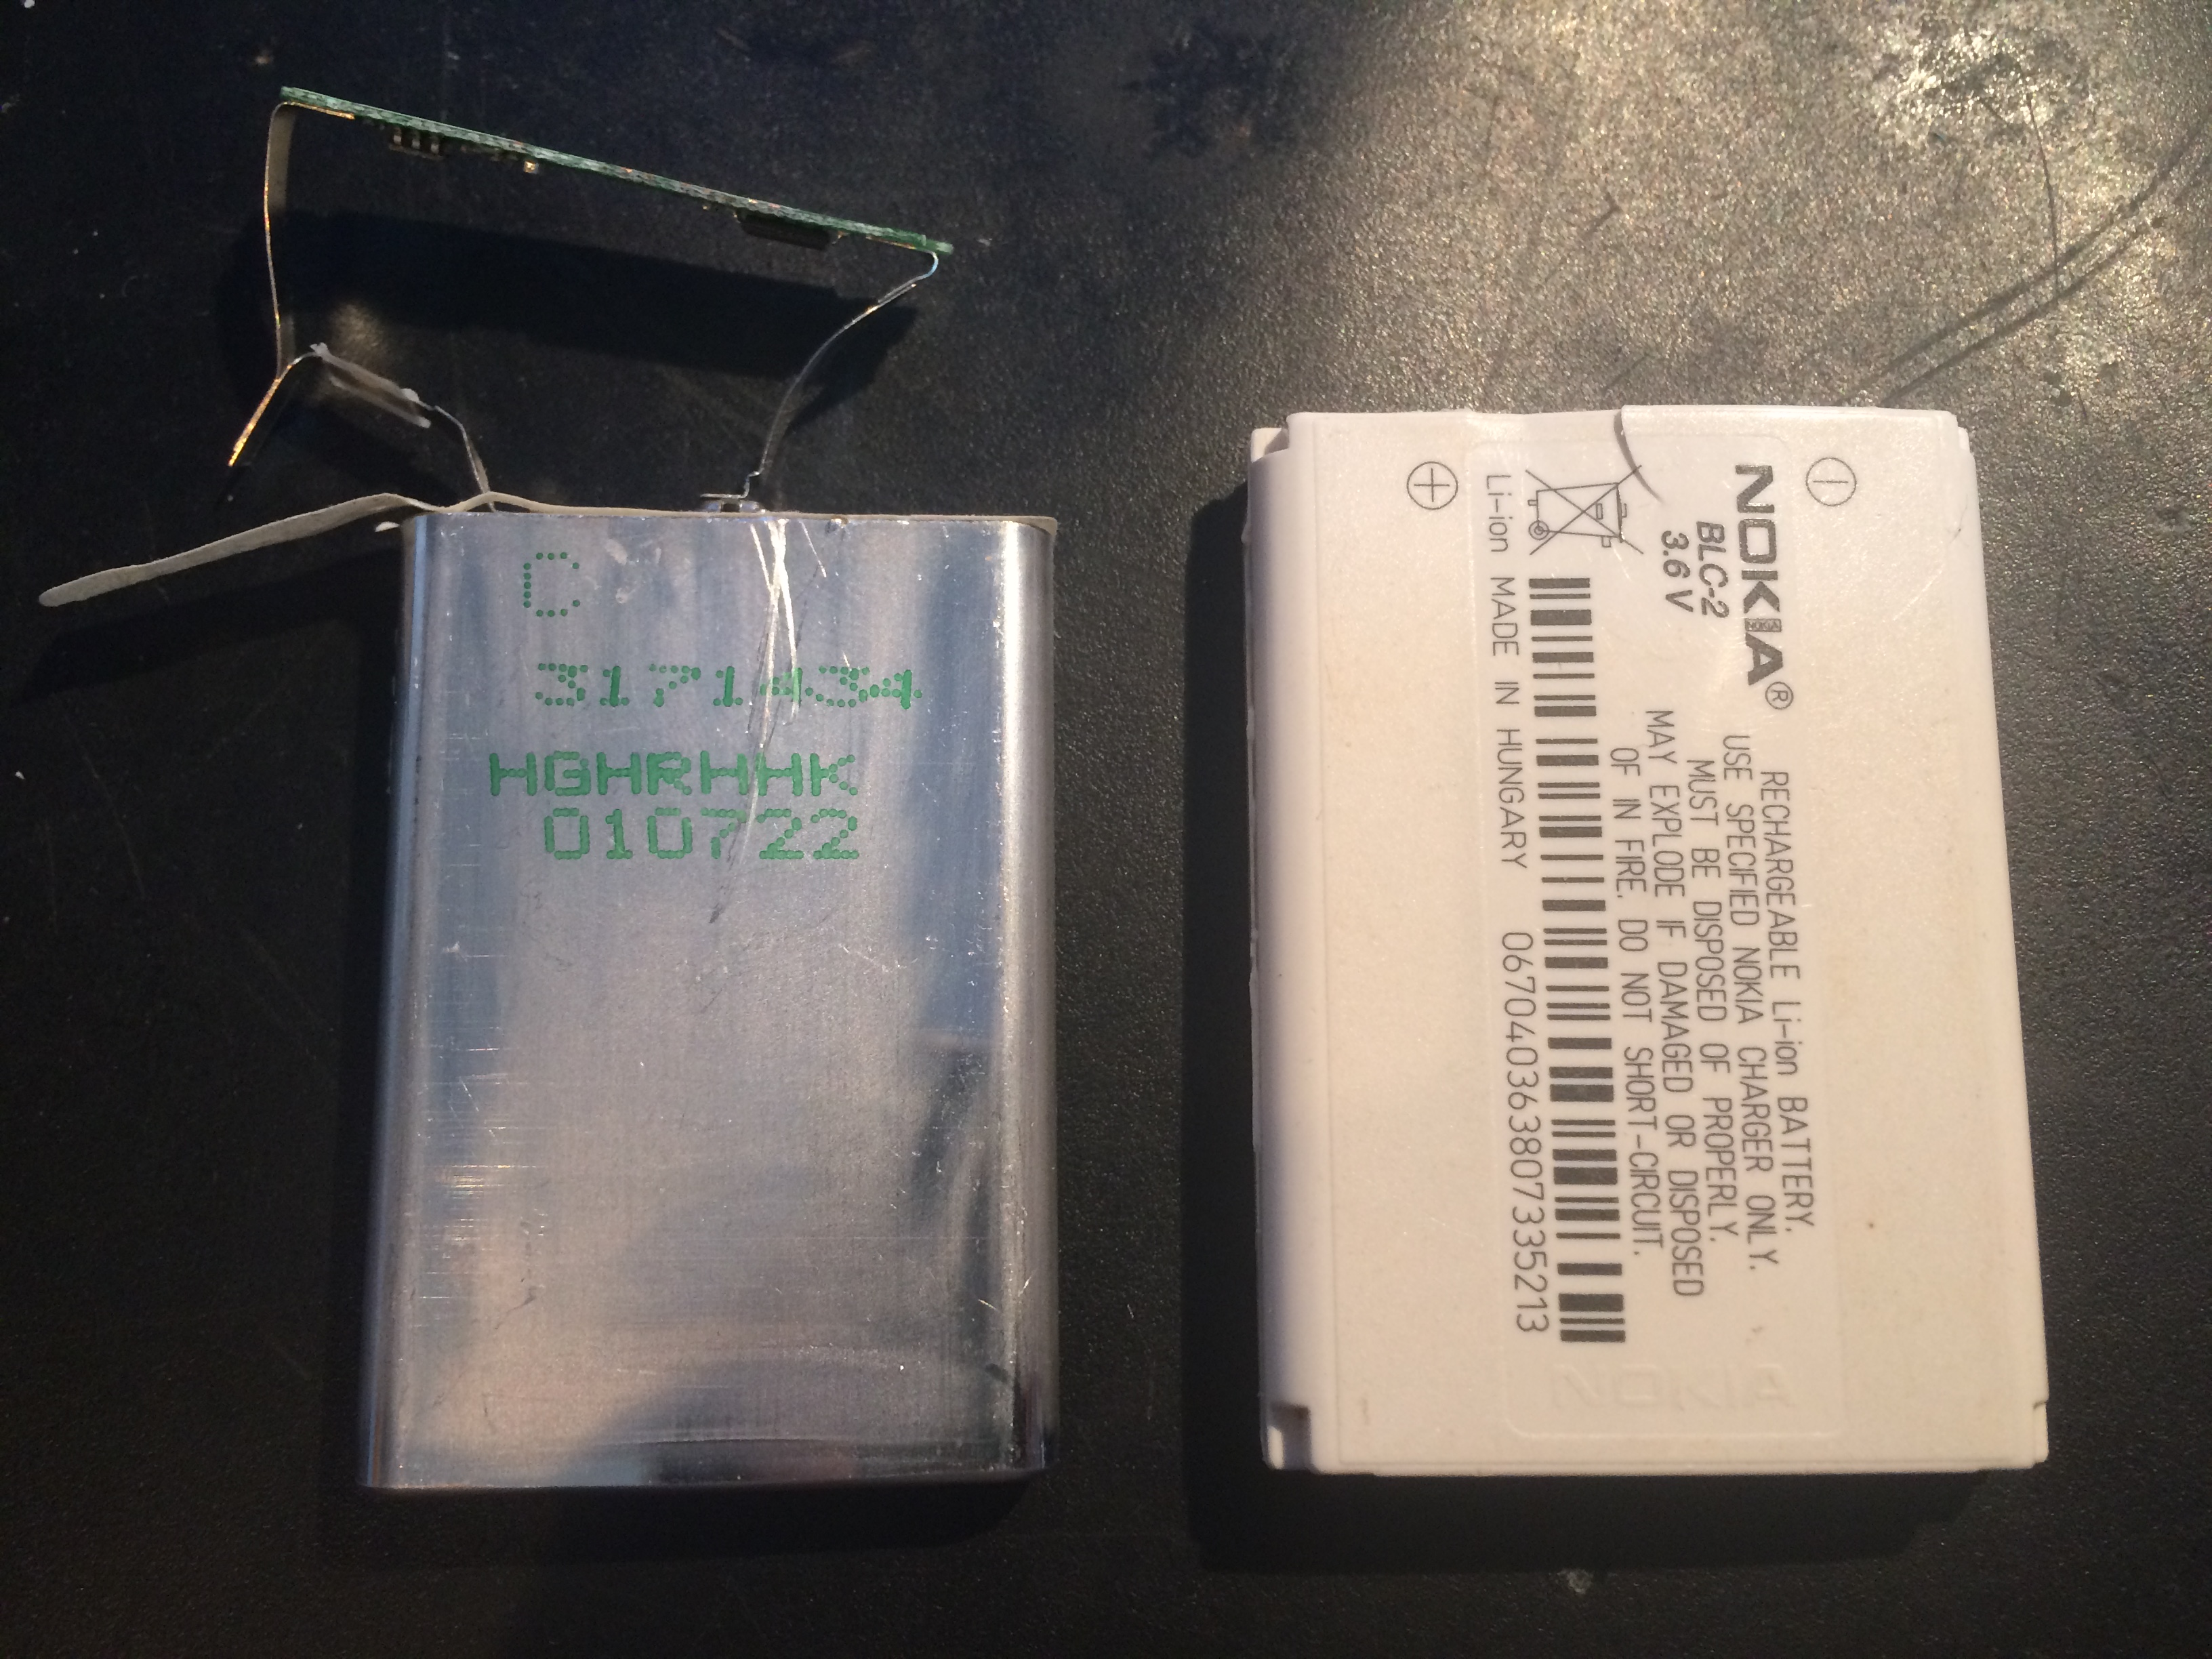 C
3171434
HGHRHHK
010722
NOKIA®
BLC-2
3.6 V
RECHARGEABLE Li-ion BATTERY.
USE SPECIFIED NOKIA CHARGER ONLY.
MUST BE DISPOSED OF PROPERLY.
MAY EXPLODE IF DAMAGED OR DISPOSED
OF IN FIRE. DO NOT SHORT-CIRCUIT.
Li-ion MADE IN HUNGARY 067040363807335213
NOKIA